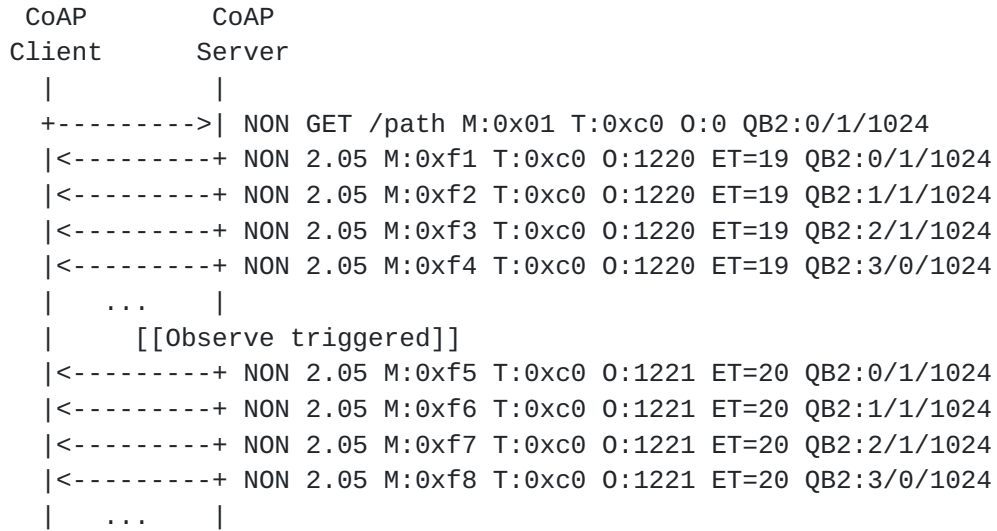 CoAP        CoAP
Client      Server
  |          |
  +--------->| NON GET /path M:0x01 T:0xc0 O:0 QB2:0/1/1024
  |<---------+ NON 2.05 M:0xf1 T:0xc0 O:1220 ET=19 QB2:0/1/1024
  |<---------+ NON 2.05 M:0xf2 T:0xc0 O:1220 ET=19 QB2:1/1/1024
  |<---------+ NON 2.05 M:0xf3 T:0xc0 O:1220 ET=19 QB2:2/1/1024
  |<---------+ NON 2.05 M:0xf4 T:0xc0 O:1220 ET=19 QB2:3/0/1024
  |   ...    |
  |     [[Observe triggered]]
  |<---------+ NON 2.05 M:0xf5 T:0xc0 O:1221 ET=20 QB2:0/1/1024
  |<---------+ NON 2.05 M:0xf6 T:0xc0 O:1221 ET=20 QB2:1/1/1024
  |<---------+ NON 2.05 M:0xf7 T:0xc0 O:1221 ET=20 QB2:2/1/1024
  |<---------+ NON 2.05 M:0xf8 T:0xc0 O:1221 ET=20 QB2:3/0/1024
  |   ...    |